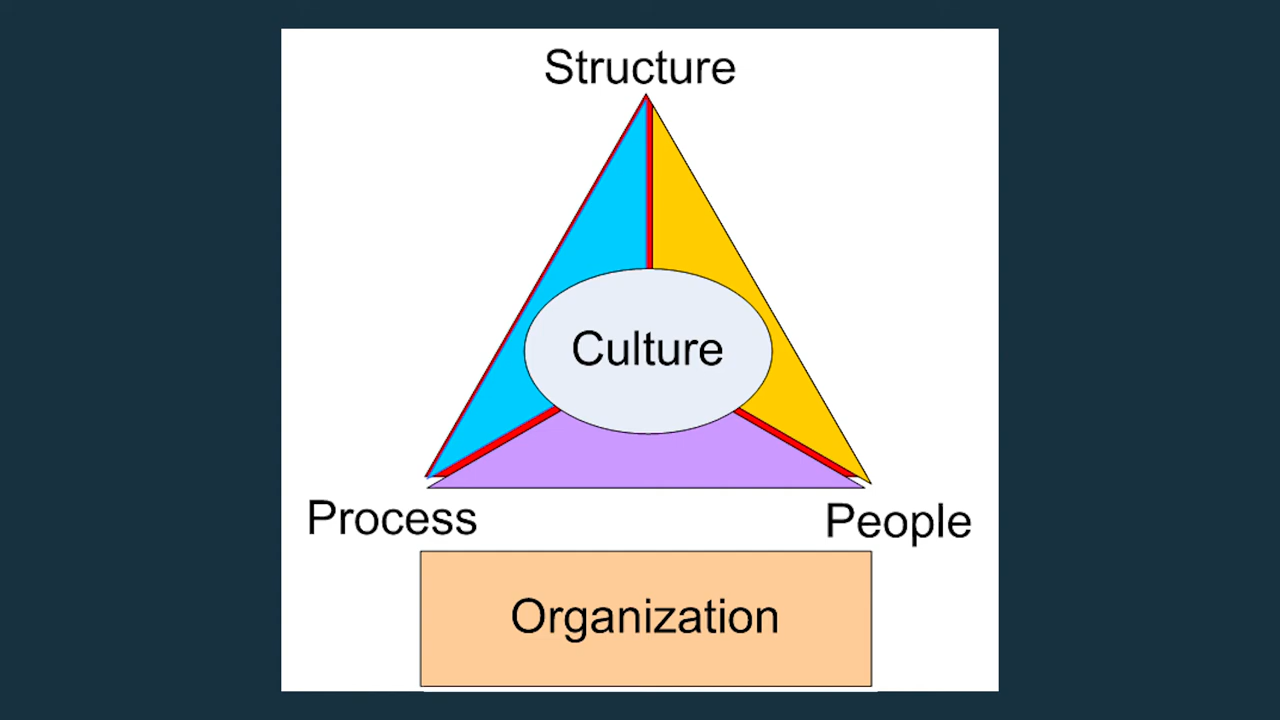 Structure
Culture
Process
People
Organization